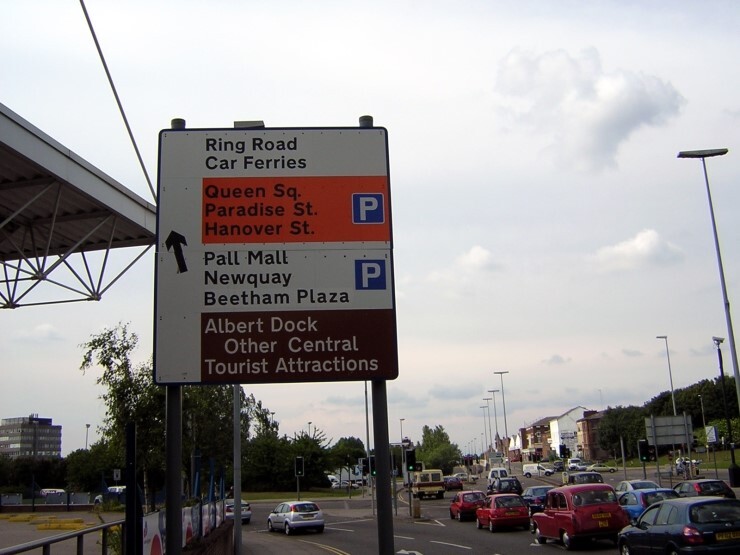 Ring Road
Car Ferries
Queen Sq.
Paradise St.
Hanover St.
P
Pall Mall
Newquay
Beetham Plaza
P
Albert Dock
Other Central
Tourist Attractions